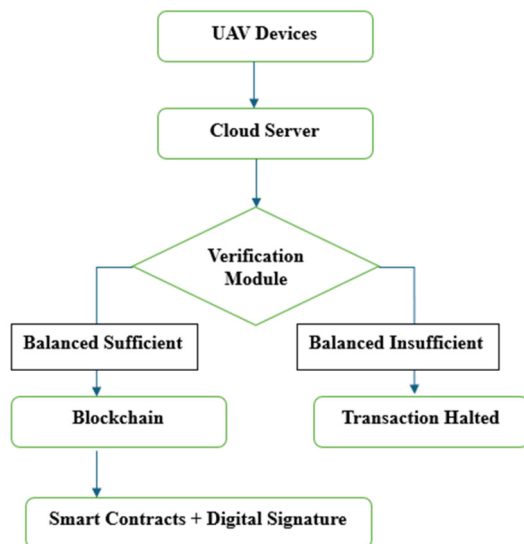 UAV Devices
Cloud Server
Verification
Module
Balanced Sufficient
Balanced Insufficient
Blockchain
Transaction Halted
Smart Contracts + Digital Signature